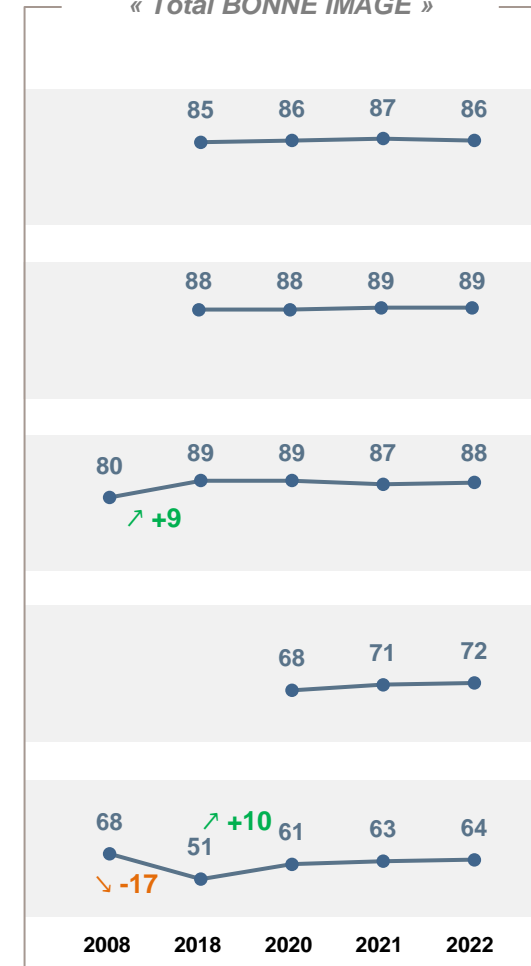 « Total BONNE IMAGE »
85 86 87 86
88 88 89 89
80 89 89 87 88
↗ +9
68 71 72
68 51 ↗ +10 61 63 64
↘ -17
2008 2018 2020 2021 2022